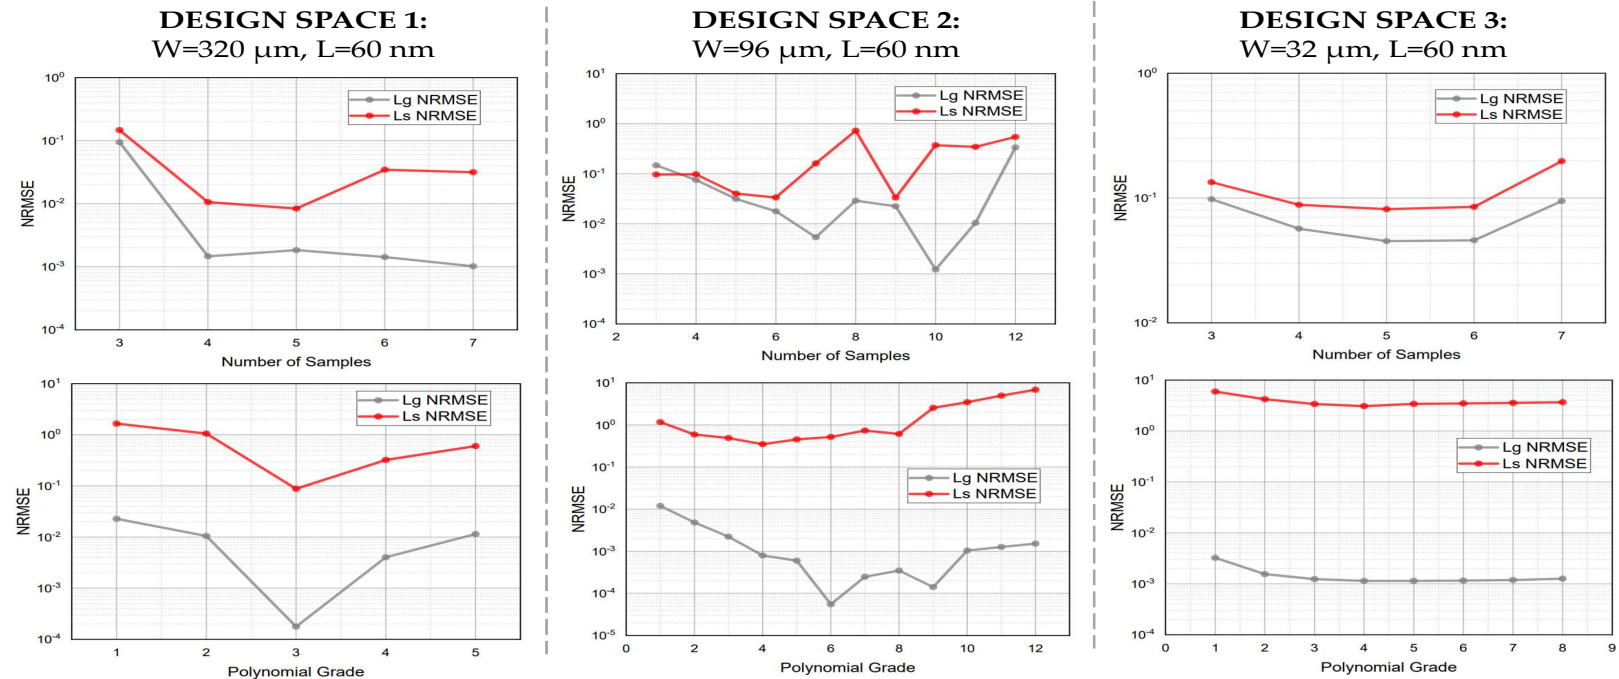 DESIGN SPACE 1:
W=320 μm, L=60 nm
10⁰
10⁻¹
10⁻²
10⁻³
10⁻⁴
NRMSE
Lg NRMSE
Ls NRMSE
3 4 5 6 7
Number of Samples
10¹
10⁰
10⁻¹
10⁻²
10⁻³
10⁻⁴
NRMSE
Lg NRMSE
Ls NRMSE
1 2 3 4 5
Polynomial Grade
DESIGN SPACE 2:
W=96 μm, L=60 nm
10¹
10⁰
10⁻¹
10⁻²
10⁻³
10⁻⁴
NRMSE
Lg NRMSE
Ls NRMSE
2 4 6 8 10 12
Number of Samples
10¹
10⁰
10⁻¹
10⁻²
10⁻³
10⁻⁴
10⁻⁵
NRMSE
Lg NRMSE
Ls NRMSE
0 2 4 6 8 10 12
Polynomial Grade
DESIGN SPACE 3:
W=32 μm, L=60 nm
10⁰
10⁻¹
10⁻²
NRMSE
Lg NRMSE
Ls NRMSE
3 4 5 6 7
Number of Samples
10¹
10⁰
10⁻¹
10⁻²
10⁻³
10⁻⁴
NRMSE
Lg NRMSE
Ls NRMSE
0 1 2 3 4 5 6 7 8 9
Polynomial Grade